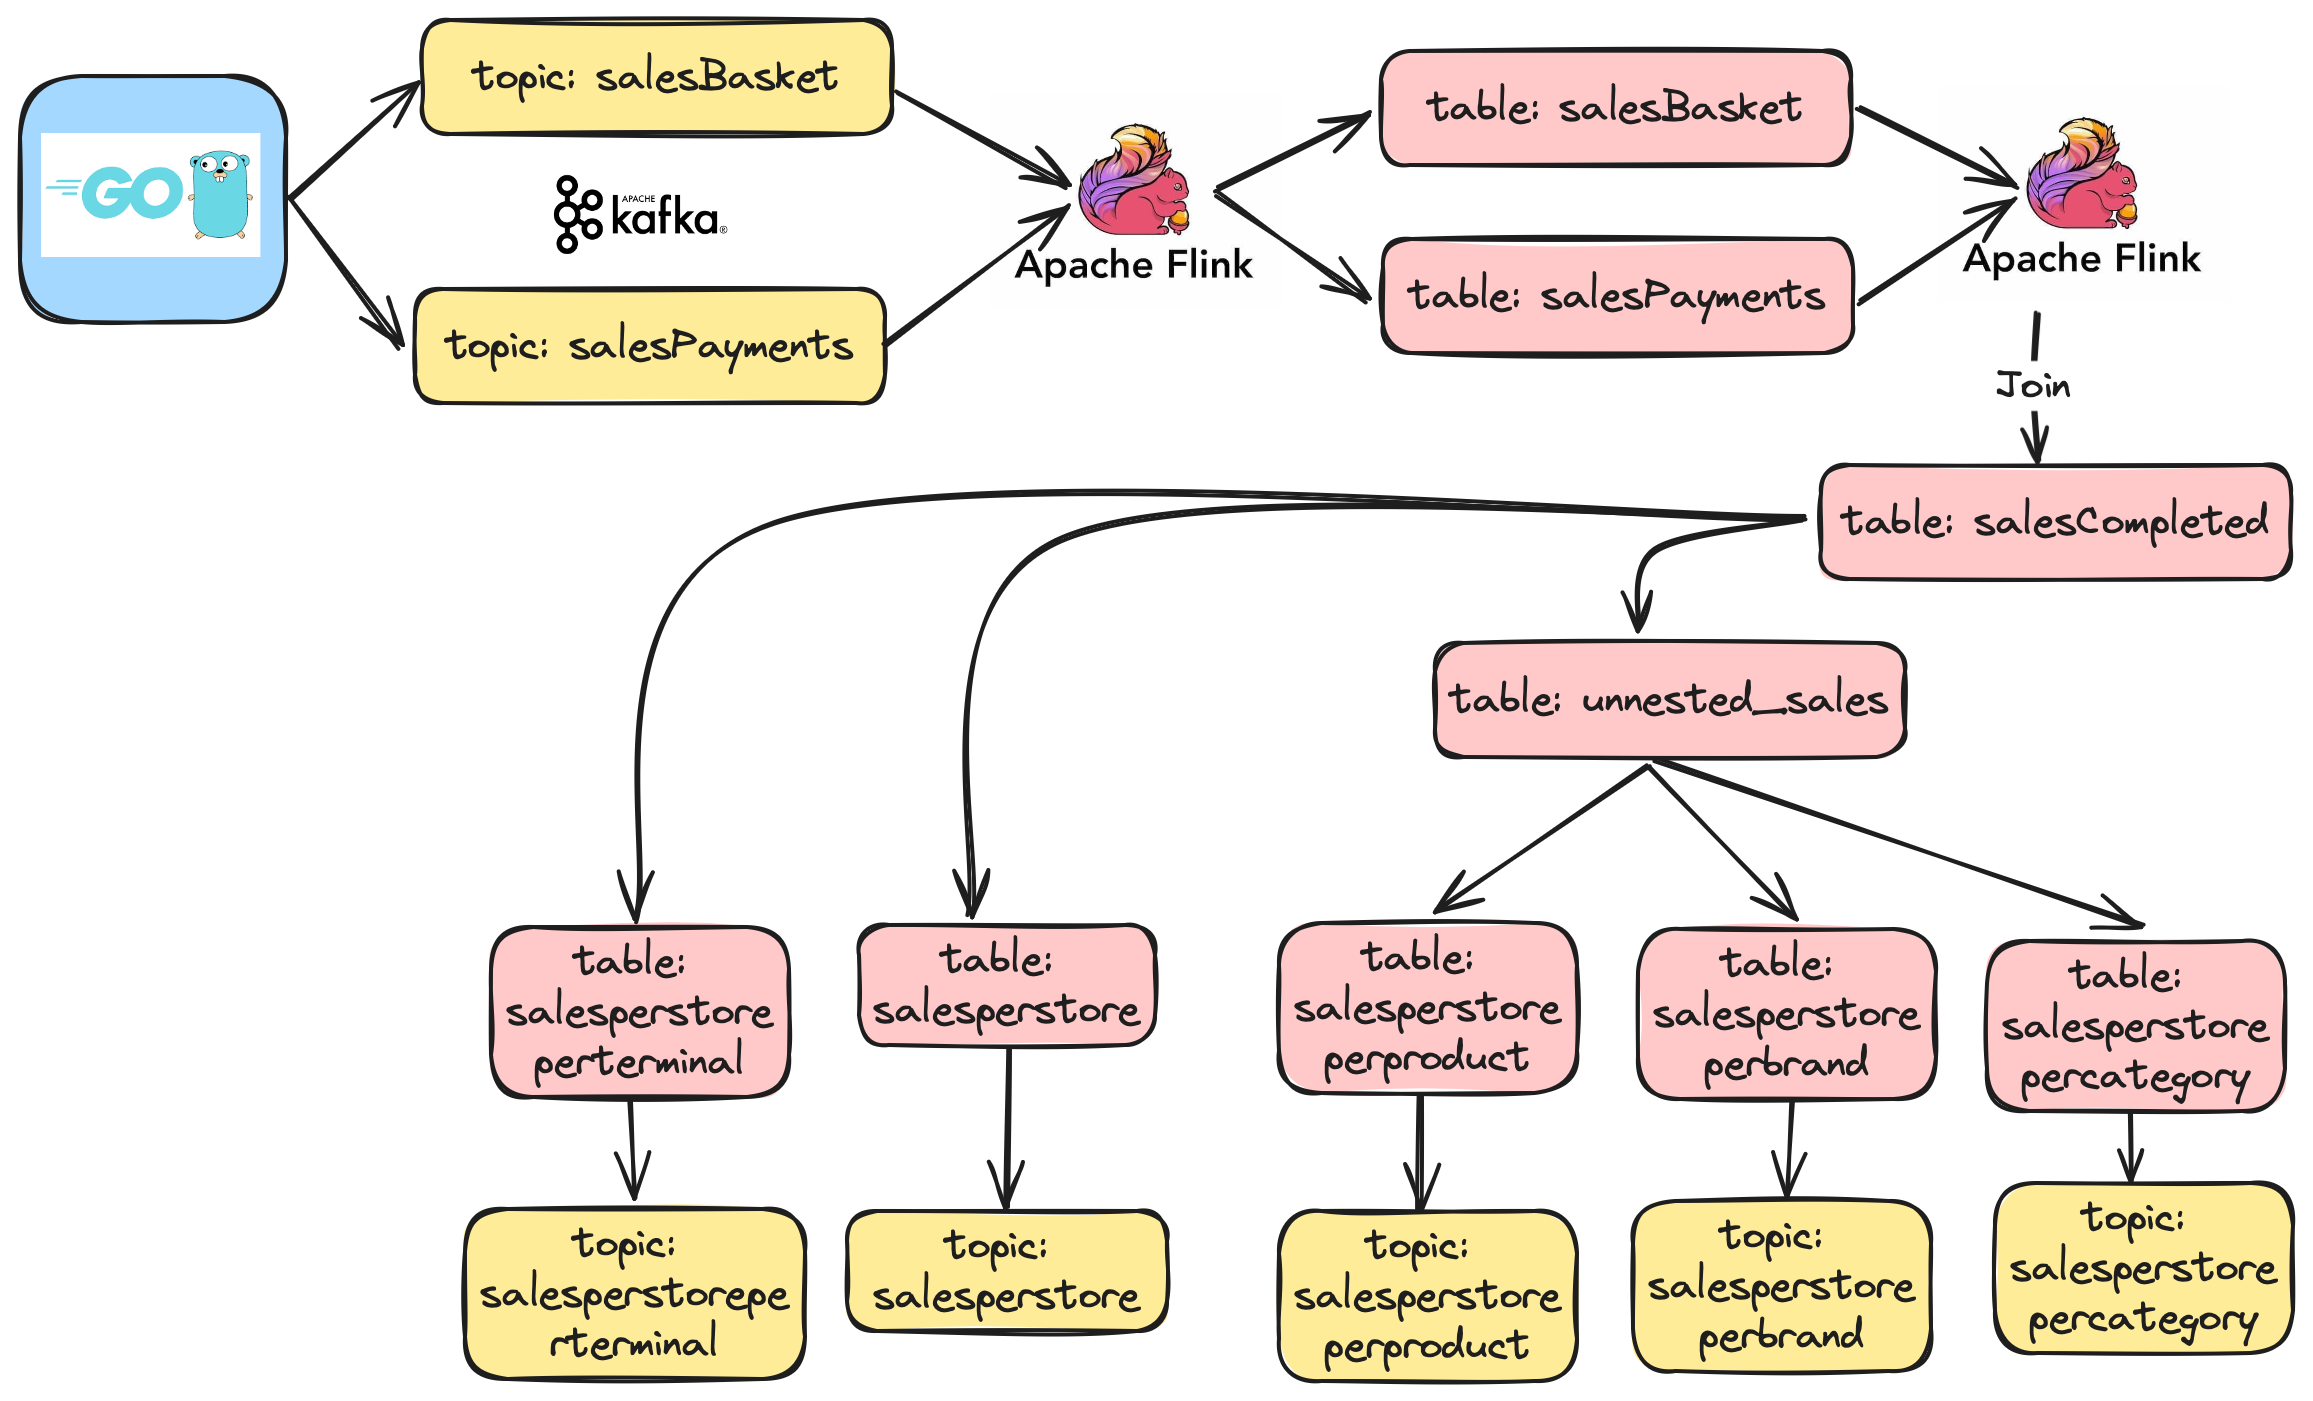 topic: salesBasket
table: salesBasket
GO
APACHE
kafka®
Apache Flink
Apache Flink
table: salesPayments
topic: salesPayments
Join
table: salesCompleted
table: unnested_sales
table:
salesperstore
perterminal
table:
salesperstore
table:
salesperstore
perproduct
table:
salesperstore
perbrand
table:
salesperstore
percategory
topic:
salesperstorepe
rterminal
topic:
salesperstore
topic:
salesperstore
perproduct
topic:
salesperstore
perbrand
topic:
salesperstore
percategory